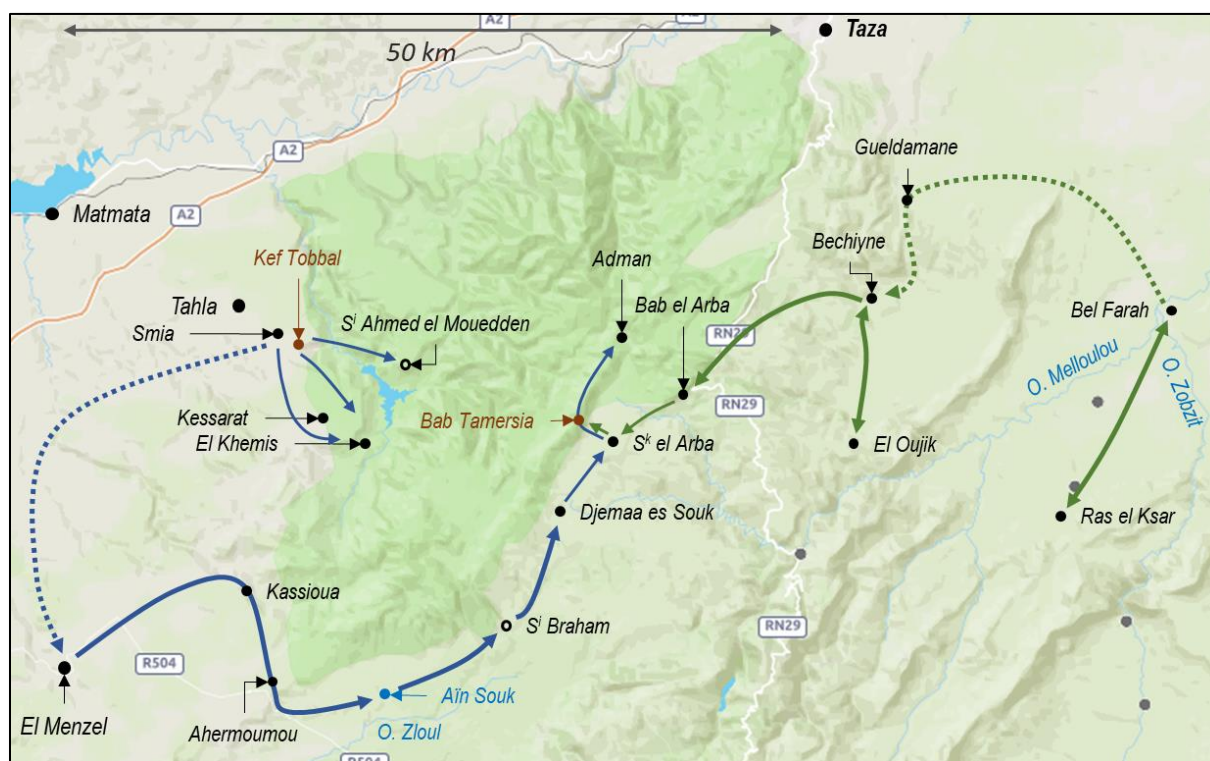 A2
A2
Taza
50 km
A2
Gueldamane
Matmata
A2
Bechiyne
Kef Tobbal
Adman
Bab el Arba
Bel Farah
Tahla
Sⁱ Ahmed el Mouedden
Smia
RN29
O. Melloulou
O. Zobzit
Kessarat
Bab Tamersia
RN29
El Khemis
Sᵏ el Arba
El Oujik
Djemaa es Souk
Ras el Ksar
Kassioua
Sⁱ Braham
RN29
R504
Aïn Souk
El Menzel
Ahermoumou
O. Zloul
R504